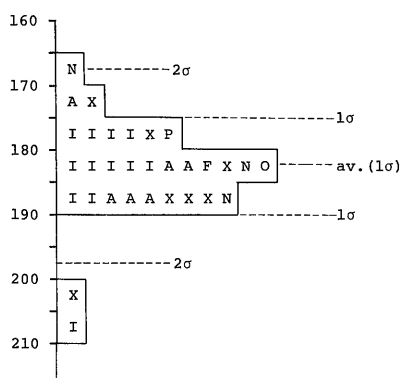 160
N 2σ
170
A X
1σ
I I I I X P
180
I I I I I A A F X N O av.(1σ)
I I A A A X X X N
190 1σ
2σ
200
X
I
210